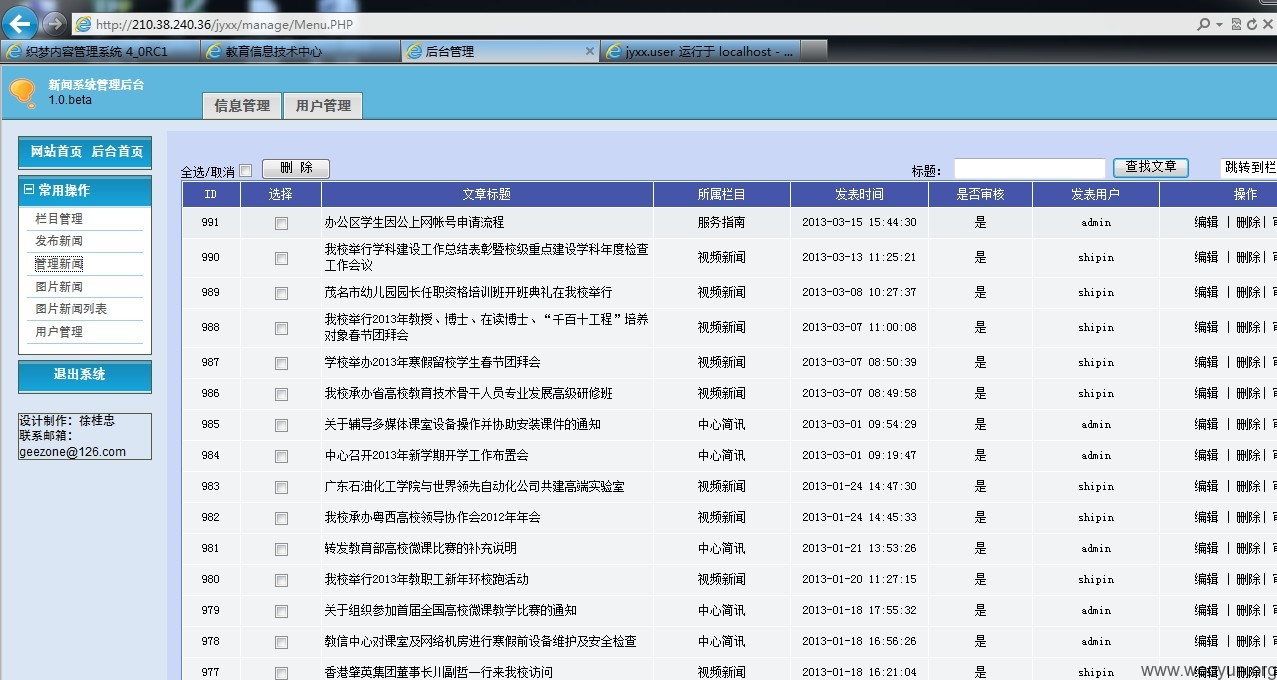 http://210.38.240.36/jyxx/manage/Menu.PHP
织梦内容管理系统 4_0RC1 教育信息技术中心 后台管理 jyxx.user 运行于 localhost - ...
新闻系统管理后台
1.0.beta
信息管理 用户管理
网站首页 后台首页
常用操作
栏目管理
发布新闻
管理新闻
图片新闻
图片新闻列表
用户管理
退出系统
设计制作：徐桂忠
联系邮箱：
geezone@126.com
全选/取消 删 除 标题： 查找文章 跳转到栏
ID 选择 文章标题 所属栏目 发表时间 是否审核 发表用户 操作
991 办公区学生因公上网帐号申请流程 服务指南 2013-03-15 15:44:30 是 admin 编辑 | 删除|
990 我校举行学科建设工作总结表彰暨校级重点建设学科年度检查
工作会议 视频新闻 2013-03-13 11:25:21 是 shipin 编辑 | 删除|
989 茂名市幼儿园园长任职资格培训班开班典礼在我校举行 视频新闻 2013-03-08 10:27:37 是 shipin 编辑 | 删除|
988 我校举行2013年教授、博士、在读博士、“千百十工程”培养
对象春节团拜会 视频新闻 2013-03-07 11:00:08 是 shipin 编辑 | 删除|
987 学校举办2013年寒假留校学生春节团拜会 视频新闻 2013-03-07 08:50:39 是 shipin 编辑 | 删除|
986 我校承办省高校教育技术骨干人员专业发展高级研修班 视频新闻 2013-03-07 08:49:58 是 shipin 编辑 | 删除|
985 关于辅导多媒体课室设备操作并协助安装课件的通知 中心简讯 2013-03-01 09:54:29 是 admin 编辑 | 删除|
984 中心召开2013年新学期开学工作布置会 中心简讯 2013-03-01 09:19:47 是 admin 编辑 | 删除|
983 广东石油化工学院与世界领先自动化公司共建高端实验室 视频新闻 2013-01-24 14:47:30 是 shipin 编辑 | 删除|
982 我校承办粤西高校领导协作会2012年年会 视频新闻 2013-01-24 14:45:33 是 shipin 编辑 | 删除|
981 转发教育部高校微课比赛的补充说明 中心简讯 2013-01-21 13:53:26 是 admin 编辑 | 删除|
980 我校举行2013年教职工新年环校跑活动 视频新闻 2013-01-20 11:27:15 是 shipin 编辑 | 删除|
979 关于组织参加首届全国高校微课教学比赛的通知 中心简讯 2013-01-18 17:55:32 是 admin 编辑 | 删除|
978 教信中心对课室及网络机房进行寒假前设备维护及安全检查 中心简讯 2013-01-18 16:56:26 是 admin 编辑 | 删除|
977 香港肇英集团董事长川副哲一行来我校访问 视频新闻 2013-01-18 16:21:04 是 shipin 编辑 | 删除|